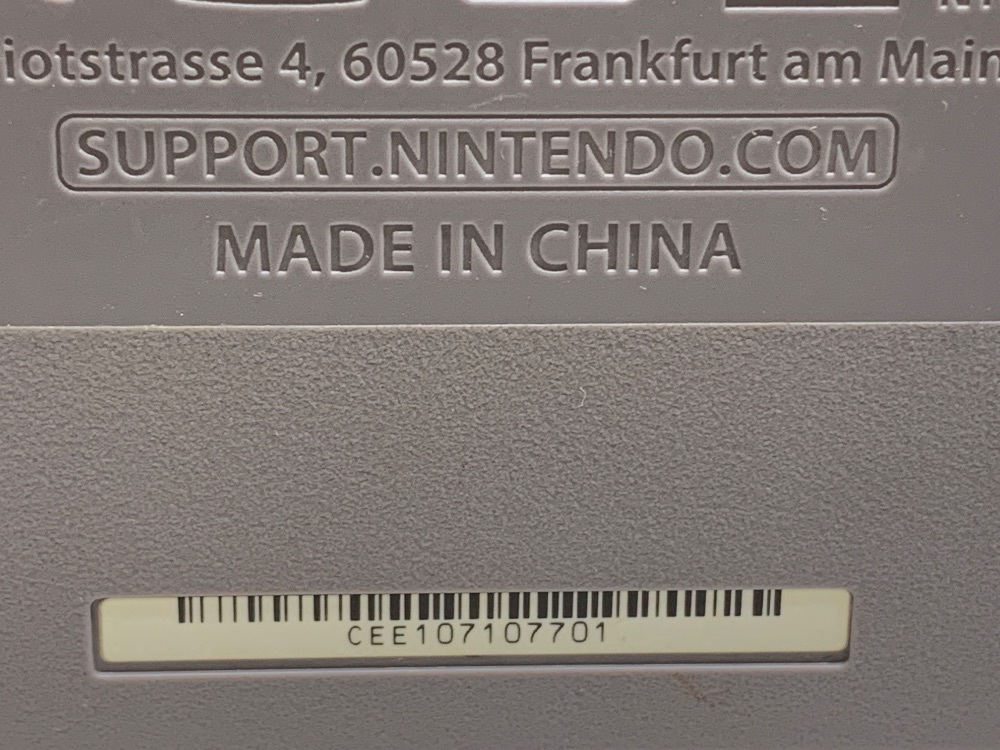 iotstrasse 4, 60528 Frankfurt am Main
SUPPORT.NINTENDO.COM
MADE IN CHINA
CEE107107701